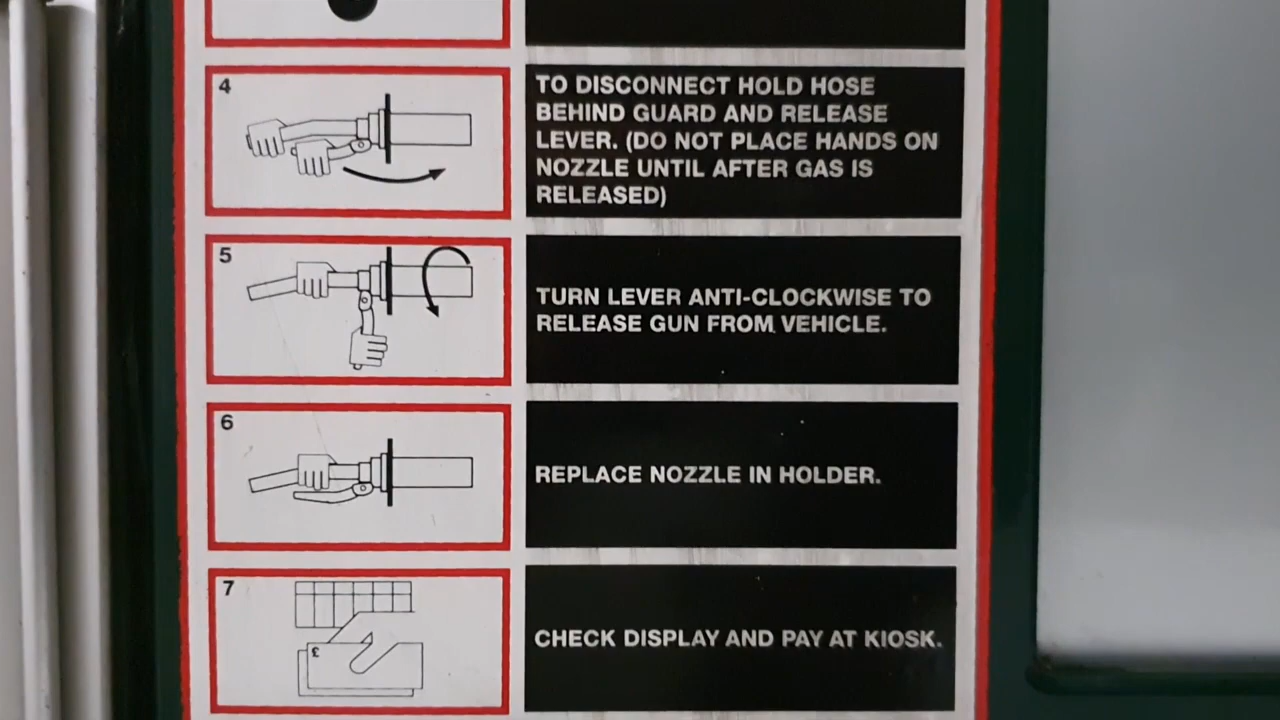 4
TO DISCONNECT HOLD HOSE
BEHIND GUARD AND RELEASE
LEVER. (DO NOT PLACE HANDS ON
NOZZLE UNTIL AFTER GAS IS
RELEASED)
5
TURN LEVER ANTI-CLOCKWISE TO
RELEASE GUN FROM VEHICLE.
6
REPLACE NOZZLE IN HOLDER.
7
£
CHECK DISPLAY AND PAY AT KIOSK.